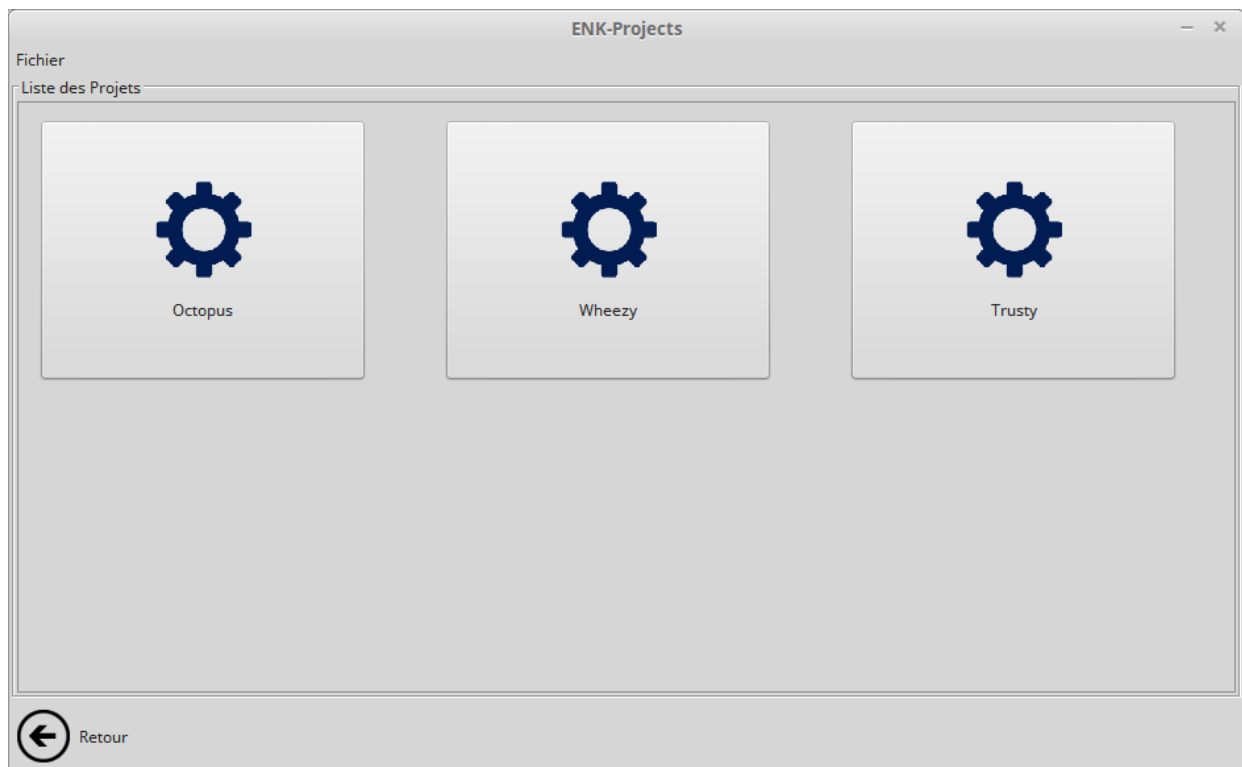 ENK-Projects
Fichier
Liste des Projets
Octopus
Wheezy
Trusty
Retour